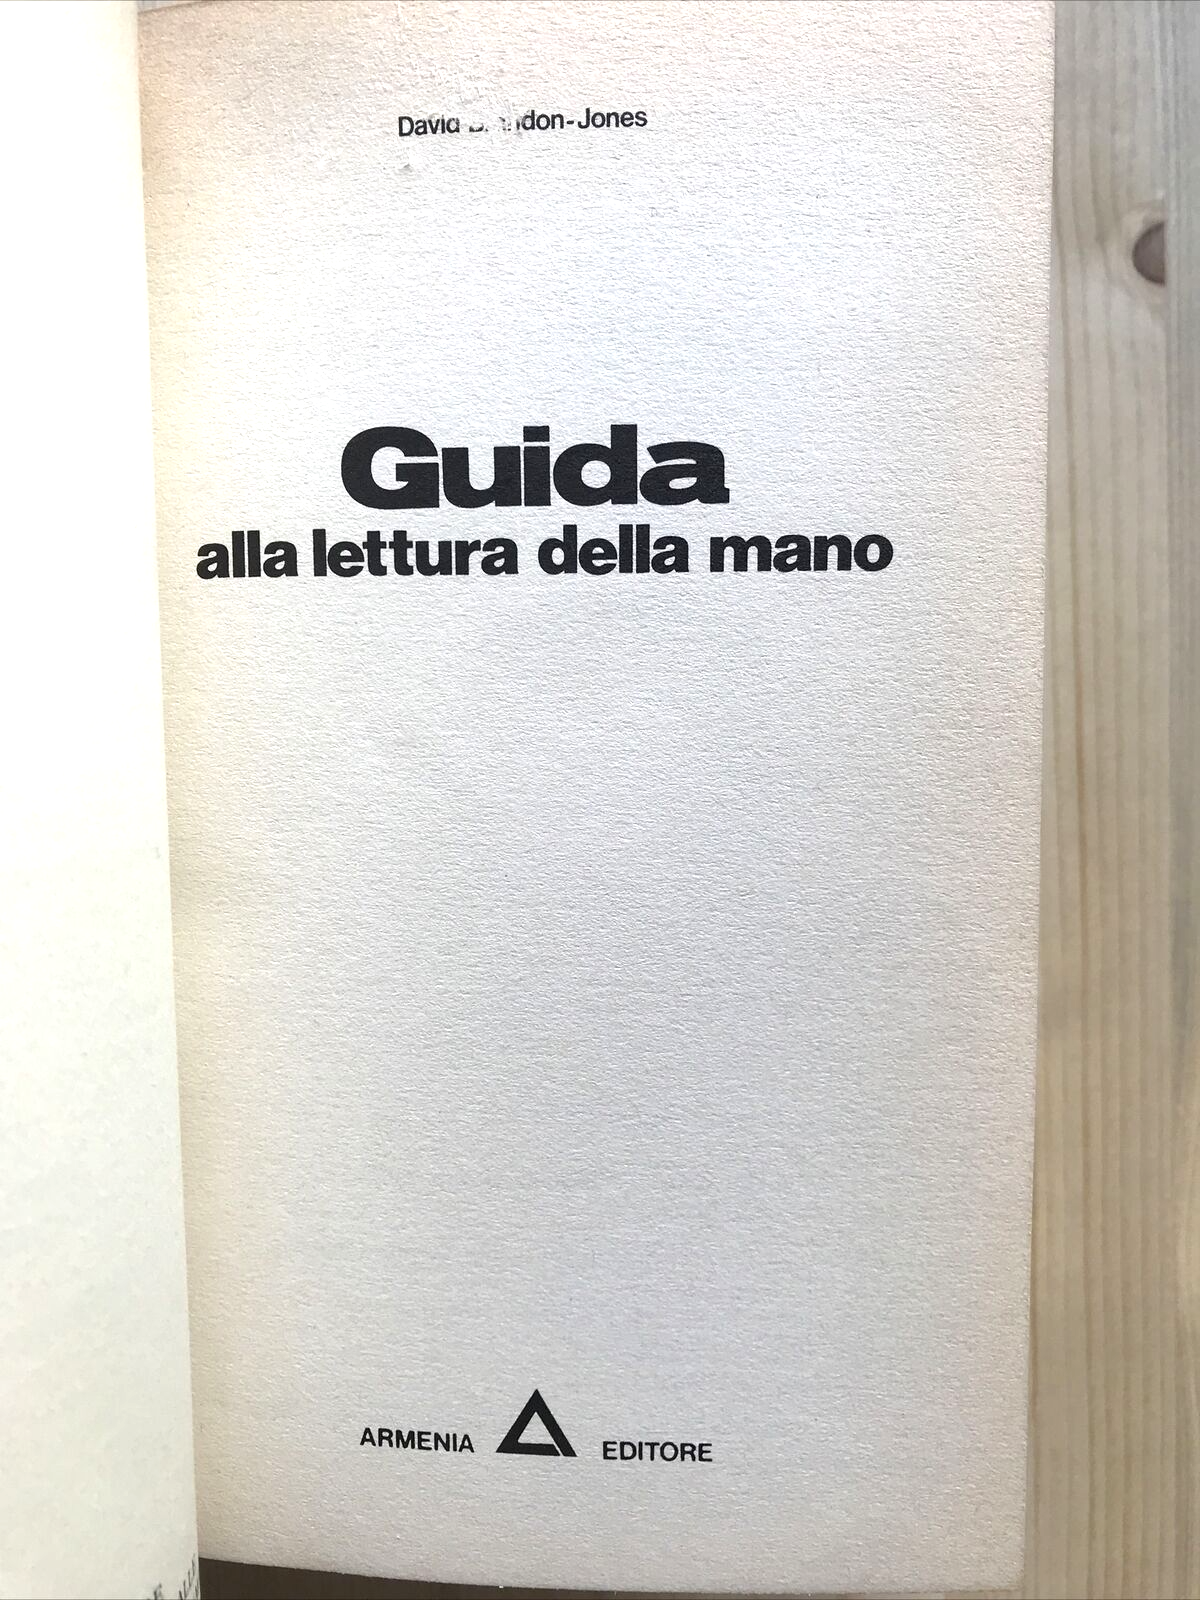 David
Guida
alla lettura della mano
ARMENIA EDITORE